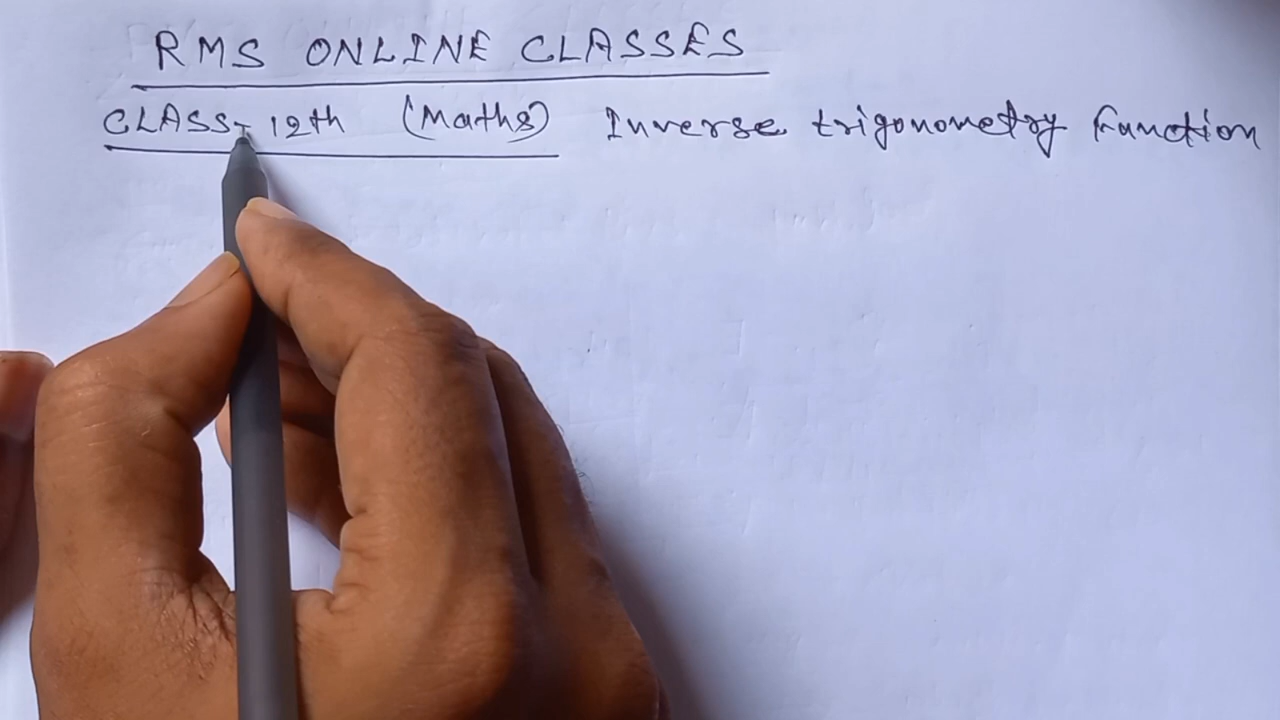 RMS ONLINE CLASSES
CLASS-12th (Maths) Inverse trigonometry function